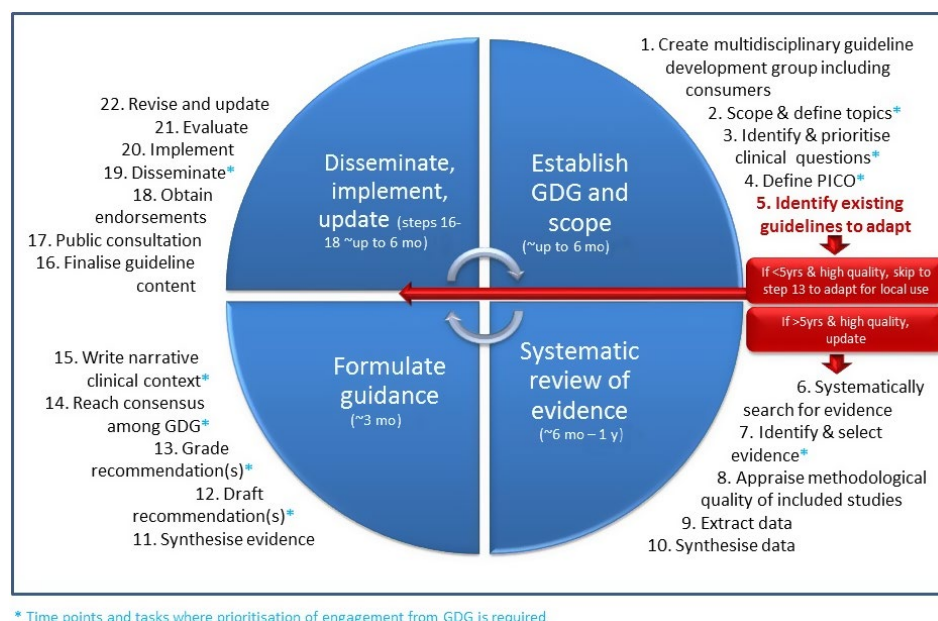 1. Create multidisciplinary guideline
development group including
consumers
2. Scope & define topics*
3. Identify & prioritise
clinical questions*
4. Define PICO*
5. Identify existing
guidelines to adapt
If <5yrs & high quality, skip to
step 13 to adapt for local use
If >5yrs & high quality,
update
6. Systematically
search for evidence
7. Identify & select
evidence*
8. Appraise methodological
quality of included studies
9. Extract data
10. Synthesise data
22. Revise and update
21. Evaluate
20. Implement
19. Disseminate*
18. Obtain
endorsements
17. Public consultation
16. Finalise guideline
content
15. Write narrative
clinical context*
14. Reach consensus
among GDG*
13. Grade
recommendation(s)*
12. Draft
recommendation(s)*
11. Synthesise evidence
Disseminate,
implement,
update (steps 16-
18 ~up to 6 mo)
Establish
GDG and
scope
(~up to 6 mo)
Formulate
guidance
(~3 mo)
Systematic
review of
evidence
(~6 mo – 1 y)
* Time points and tasks where prioritisation of engagement from GDG is required